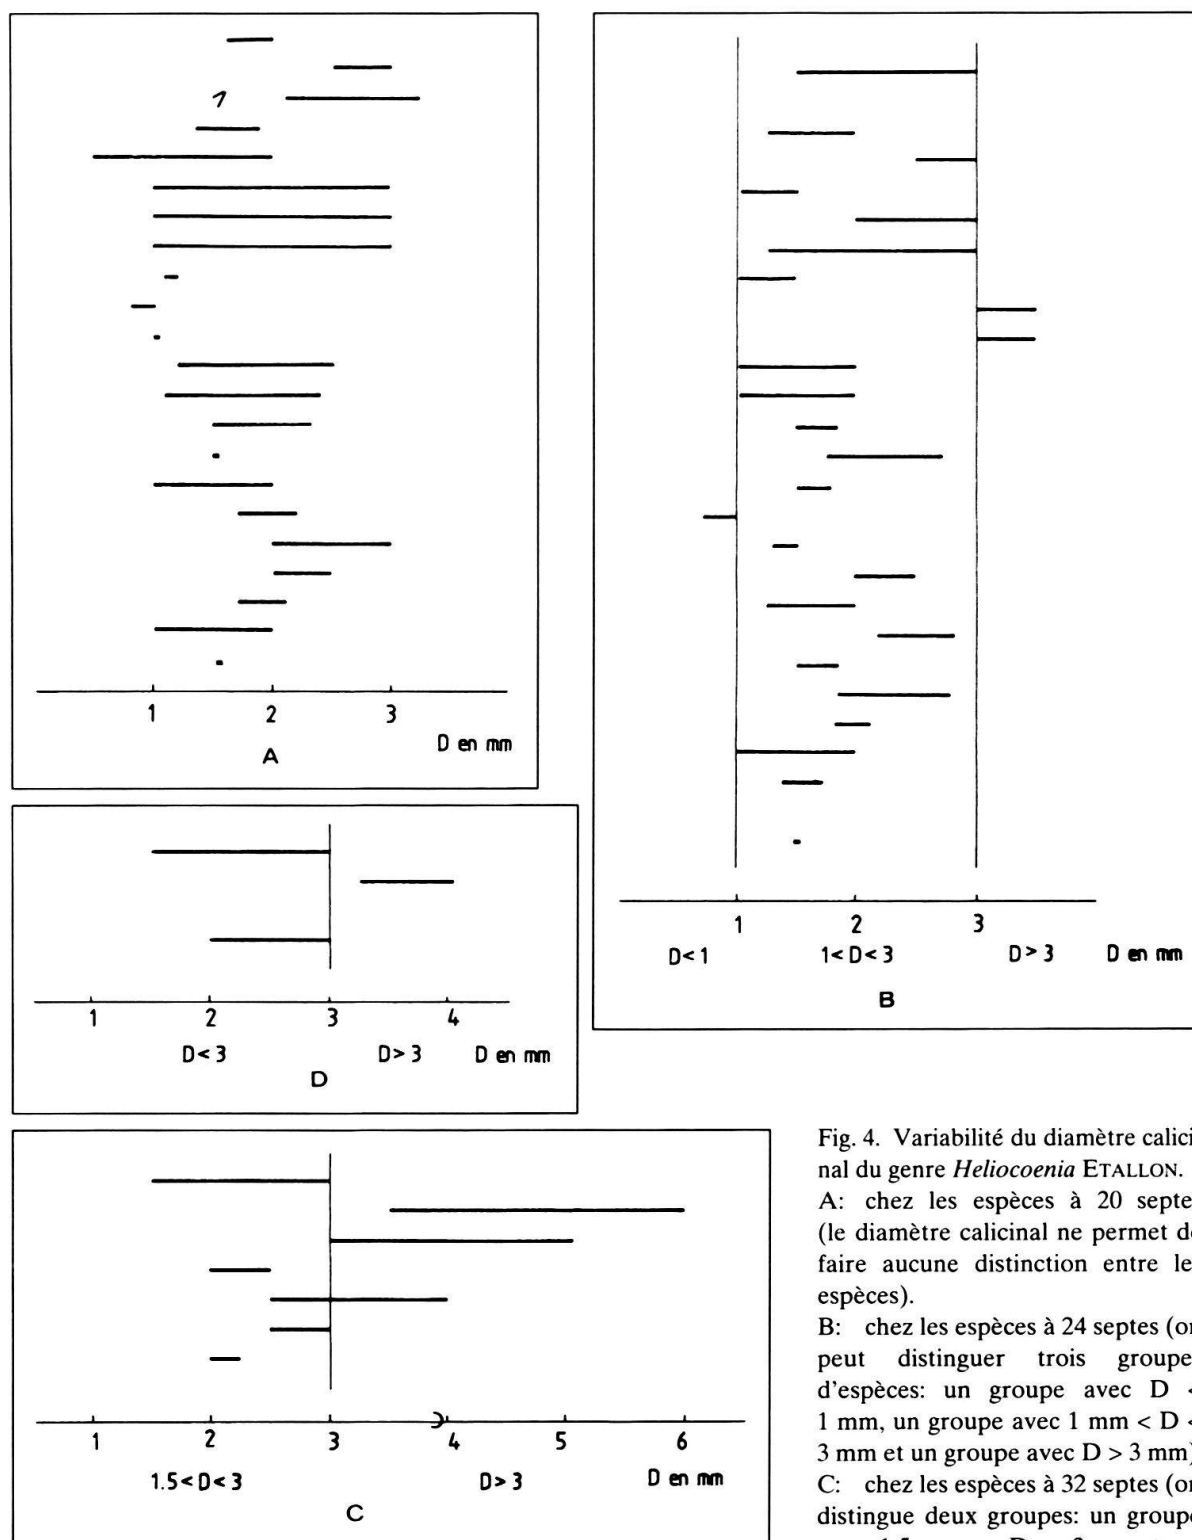 1 2 3
D en mm
A
1 2 3
D < 1 1 < D < 3 D > 3 D en mm
B
1 2 3 4
D < 3 D > 3 D en mm
D
1 2 3 4 5 6
1.5 < D < 3 D > 3 D en mm
C
Fig. 4. Variabilité du diamètre calici
nal du genre Heliocoenia ETALLON.
A: chez les espèces à 20 septe
(le diamètre calicinal ne permet de
faire aucune distinction entre le
espèces).
B: chez les espèces à 24 septes (on
peut distinguer trois groupe
d'espèces: un groupe avec D <
1 mm, un groupe avec 1 mm < D <
3 mm et un groupe avec D > 3 mm)
C: chez les espèces à 32 septes (on
distingue deux groupes: un groupe